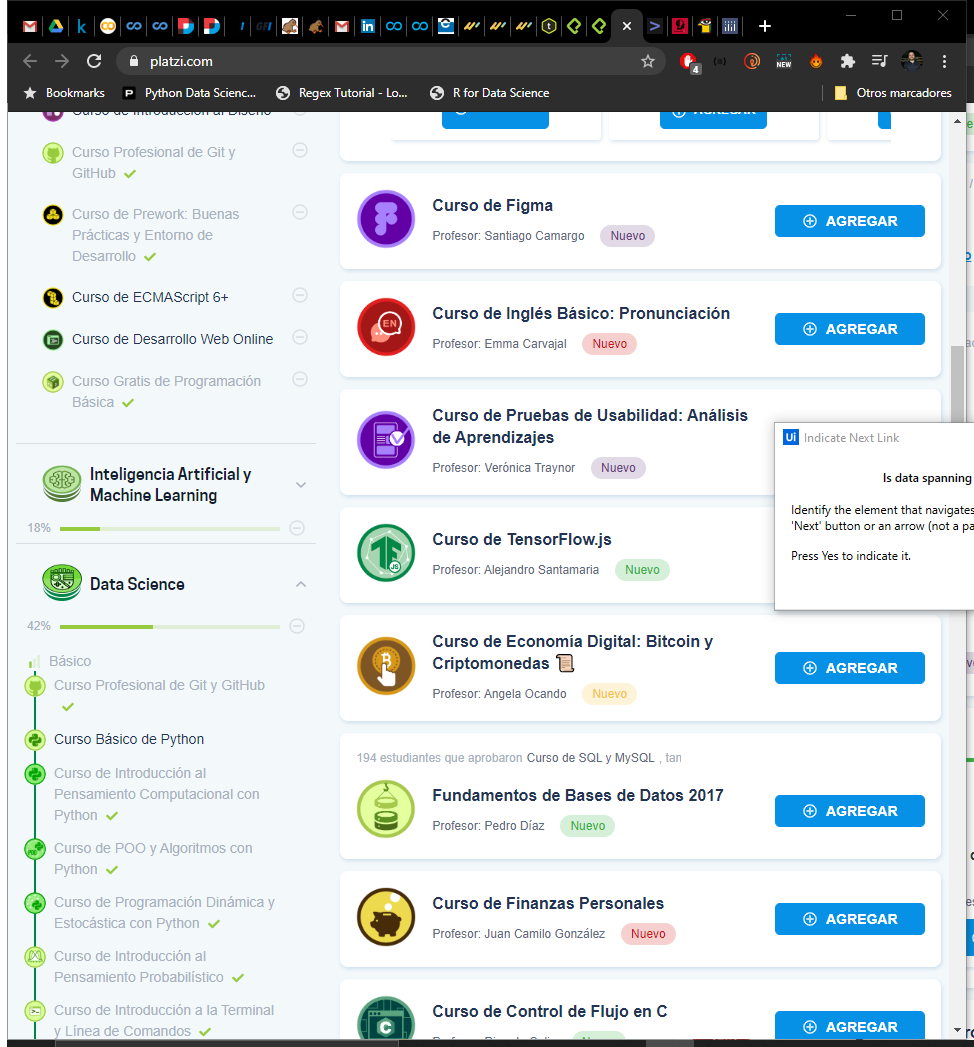 platzi.com
4
NEW
Bookmarks
Python Data Scienc...
Regex Tutorial - Lo...
R for Data Science
Otros marcadores
Curso de Introducción al Diseño
Curso Profesional de Git y
GitHub
Curso de Prework: Buenas
Prácticas y Entorno de
Desarrollo
Curso de ECMAScript 6+
Curso de Desarrollo Web Online
Curso Gratis de Programación
Básica
Inteligencia Artificial y
Machine Learning
18%
Data Science
42%
Básico
Curso Profesional de Git y GitHub
Curso Básico de Python
Curso de Introducción al
Pensamiento Computacional con
Python
Curso de POO y Algoritmos con
Python
Curso de Programación Dinámica y
Estocástica con Python
Curso de Introducción al
Pensamiento Probabilístico
Curso de Introducción a la Terminal
y Línea de Comandos
AGREGAR
Curso de Figma
Profesor: Santiago Camargo
Nuevo
AGREGAR
EN
Curso de Inglés Básico: Pronunciación
Profesor: Emma Carvajal
Nuevo
AGREGAR
Curso de Pruebas de Usabilidad: Análisis
de Aprendizajes
Profesor: Verónica Traynor
Nuevo
Curso de TensorFlow.js
Profesor: Alejandro Santamaria
Nuevo
JS
Curso de Economía Digital: Bitcoin y
Criptomonedas
Profesor: Angela Ocando
Nuevo
AGREGAR
194 estudiantes que aprobaron Curso de SQL y MySQL , tan
Fundamentos de Bases de Datos 2017
Profesor: Pedro Díaz
Nuevo
AGREGAR
Curso de Finanzas Personales
Profesor: Juan Camilo González
Nuevo
AGREGAR
Curso de Control de Flujo en C
C
AGREGAR
Ui Indicate Next Link
Is data spanning
Identify the element that navigates
'Next' button or an arrow (not a pa
Press Yes to indicate it.